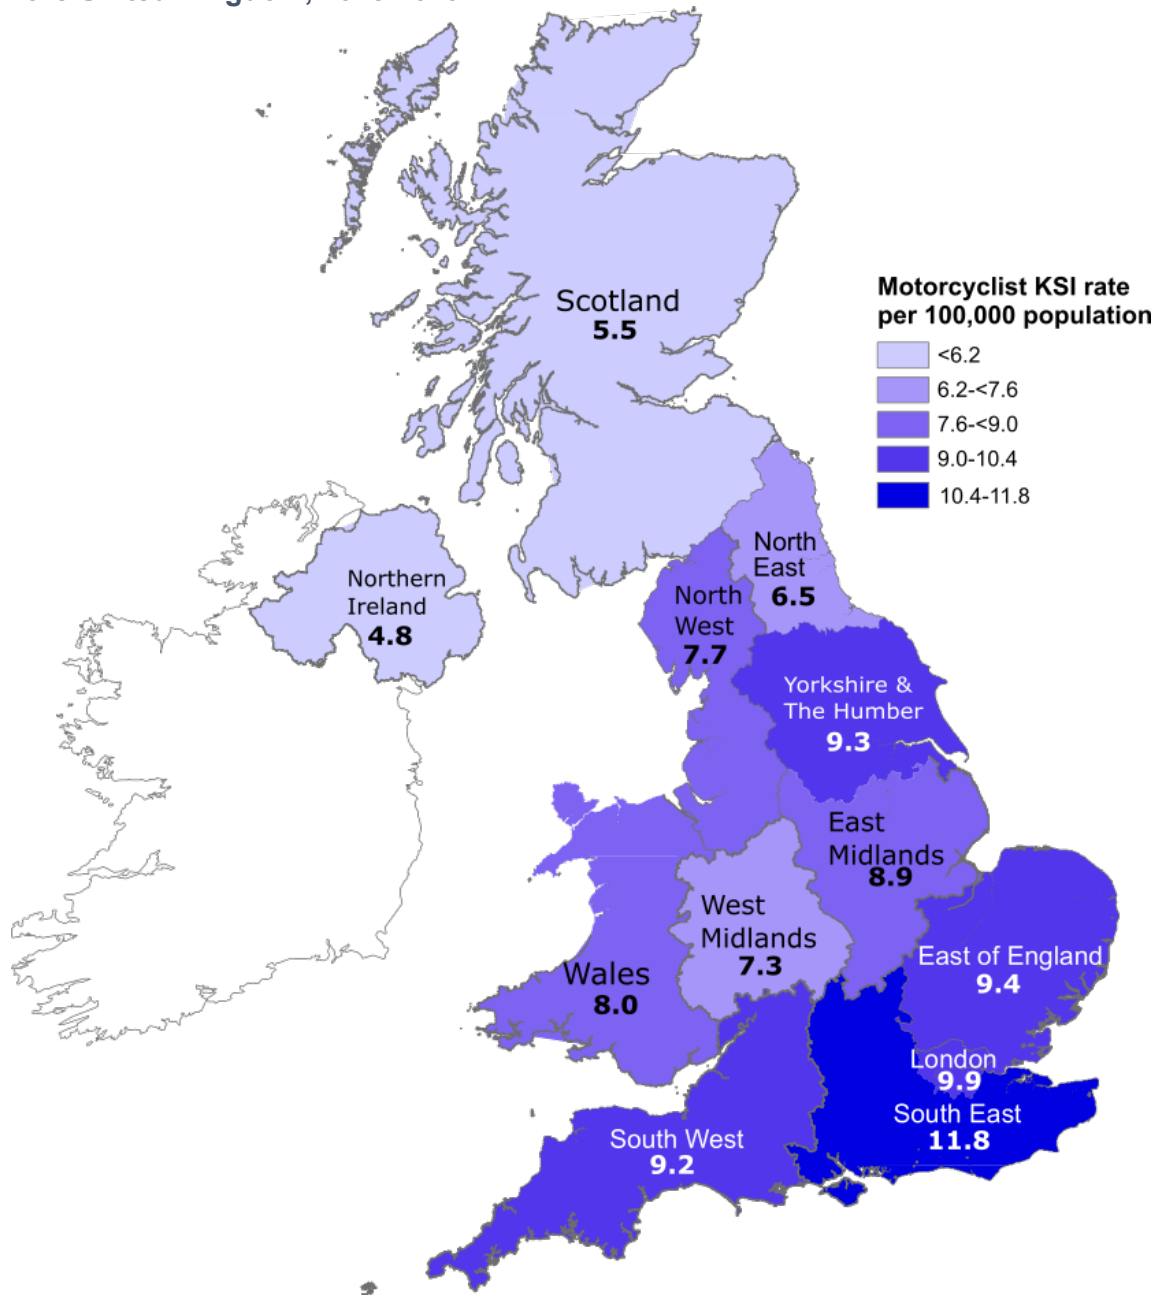 Scotland
5.5
Motorcyclist KSI rate
per 100,000 population
<6.2
6.2-<7.6
7.6-<9.0
9.0-10.4
10.4-11.8
North
East
6.5
Northern
Ireland
4.8
North
West
7.7
Yorkshire &
The Humber
9.3
East
Midlands
8.9
West
Midlands
7.3
Wales
8.0
East of England
9.4
London
9.9
South East
11.8
South West
9.2